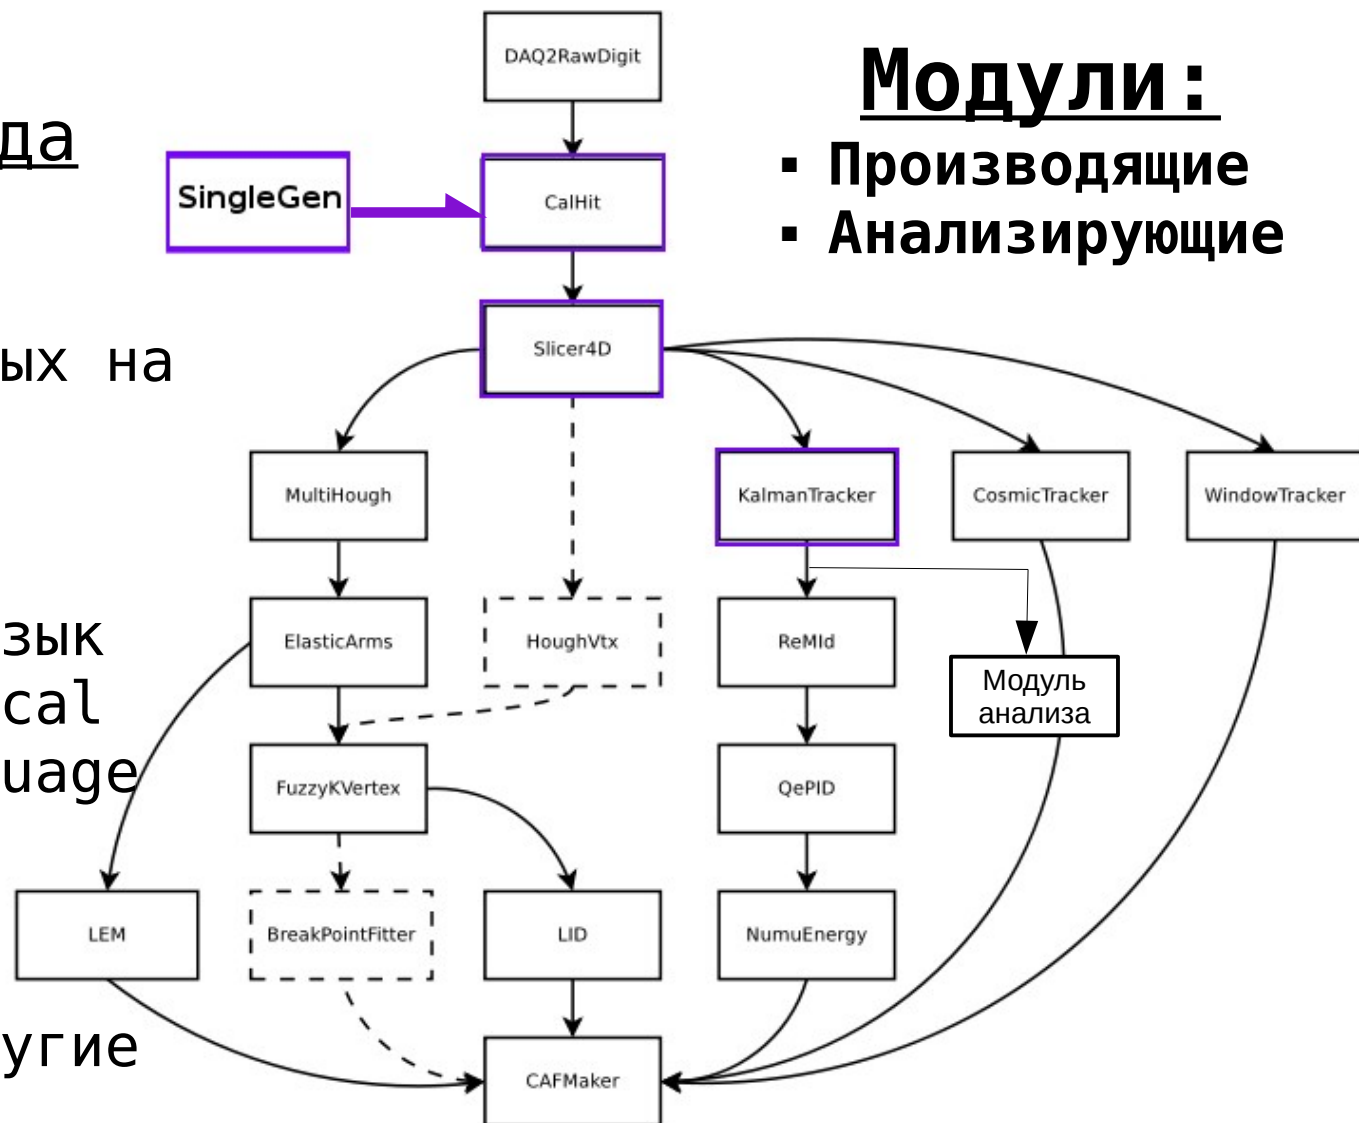 DAQ2RawDigit
Модули:
▪ Производящие
▪ Анализирующие
да
SingleGen
CalHit
Slicer4D
ых на
MultiHough
KalmanTracker
CosmicTracker
WindowTracker
зык
cal
uage
ElasticArms
HoughVtx
ReMId
Модуль
анализа
FuzzyKVertex
QePID
LEM
BreakPointFitter
LID
NumuEnergy
угие
CAFMaker